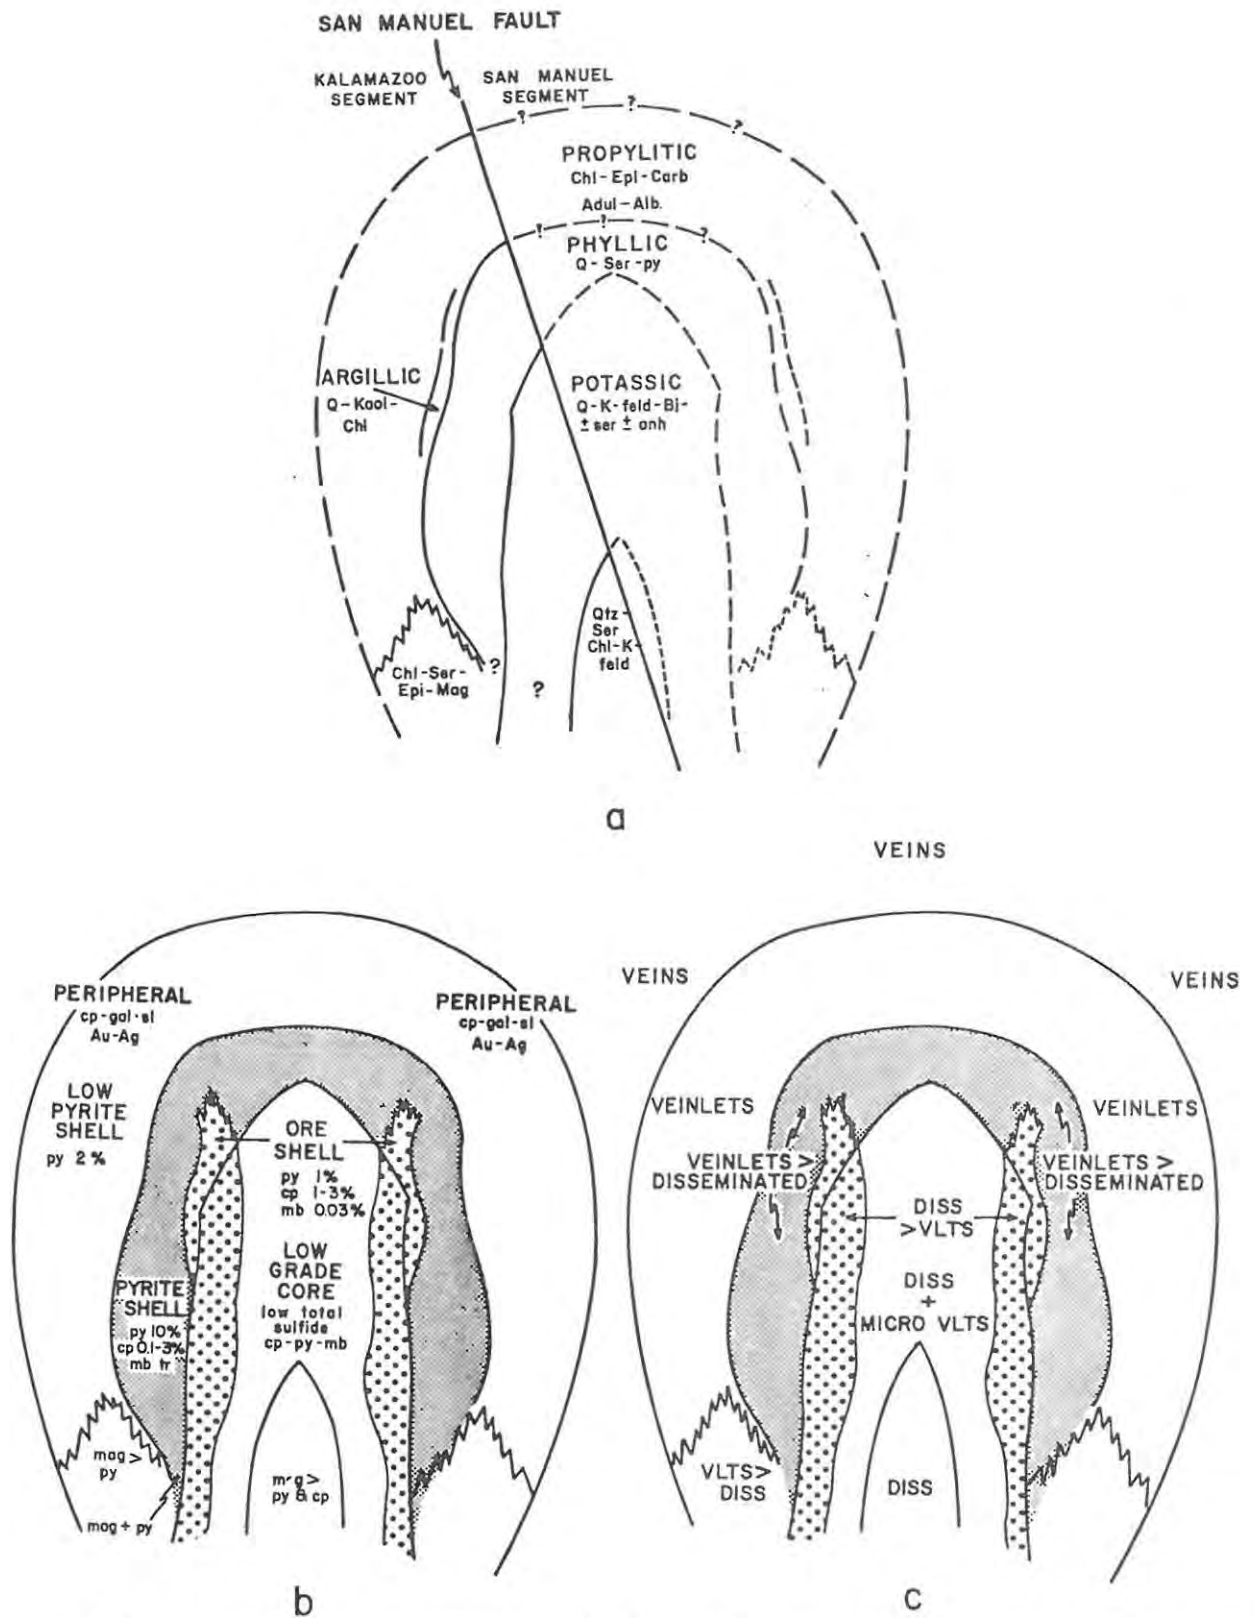 SAN MANUEL FAULT
KALAMAZOO
SEGMENT
SAN MANUEL
SEGMENT
?
?
?
PROPYLITIC
Chl-Epi-Carb
Adul-Alb.
?
?
?
PHYLLIC
Q-Ser-py
ARGILLIC
Q-Kaol-
Chl
POTASSIC
Q-K-feld-Bi-
± ser ± anh
Qtz-
Ser
Chl-K-
feld
Chl-Ser-
Epi-Mag
?
?
a
PERIPHERAL
cp-gal-sl
Au-Ag
PERIPHERAL
cp-gal-sl
Au-Ag
LOW
PYRITE
SHELL
py 2%
ORE
SHELL
py 1%
cp 1-3%
mb 0.03%
LOW
GRADE
CORE
low total
sulfide
cp-py-mb
PYRITE
SHELL
py 10%
cp 0.1-3%
mb tr
mag>
py
mag+py
py & cp
b
VEINS
VEINS
VEINS
VEINLETS
VEINLETS
VEINLETS >
DISSEMINATED
VEINLETS >
DISSEMINATED
DISS
>VLTS
DISS
+
MICRO VLTS
VLTS>
DISS
DISS
c